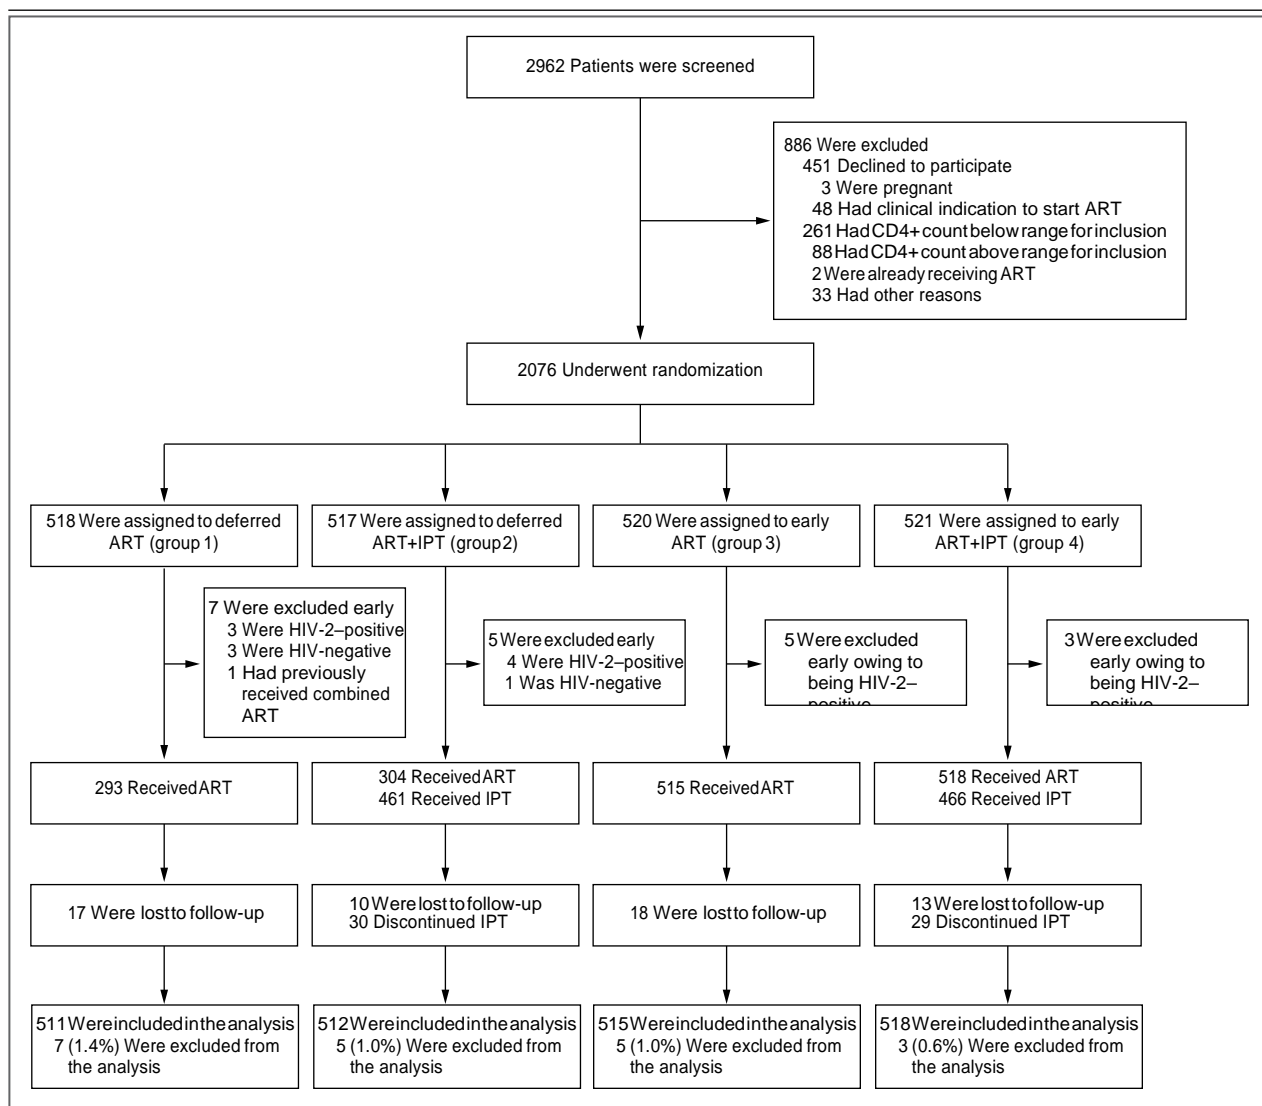 2962 Patients were screened
886 Were excluded
451 Declined to participate
3 Were pregnant
48 Had clinical indication to start ART
261 Had CD4+ count below range for inclusion
88 Had CD4+ count above range for inclusion
2 Were already receiving ART
33 Had other reasons
2076 Underwent randomization
518 Were assigned to deferred
ART (group 1)
517 Were assigned to deferred
ART+IPT (group 2)
520 Were assigned to early
ART (group 3)
521 Were assigned to early
ART+IPT (group 4)
7 Were excluded early
3 Were HIV-2–positive
3 Were HIV-negative
1 Had previously
received combined
ART
5 Were excluded early
4 Were HIV-2–positive
1 Was HIV-negative
5 Were excluded
early owing to
being HIV-2–
positive
3 Were excluded
early owing to
being HIV-2–
positive
293 Received ART
304 Received ART
461 Received IPT
515 Received ART
518 Received ART
466 Received IPT
17 Were lost to follow-up
10 Were lost to follow-up
30 Discontinued IPT
18 Were lost to follow-up
13 Were lost to follow-up
29 Discontinued IPT
511 Were included in the analysis
7 (1.4%) Were excluded from
the analysis
512 Were included in the analysis
5 (1.0%) Were excluded from
the analysis
515 Were included in the analysis
5 (1.0%) Were excluded from
the analysis
518 Were included in the analysis
3 (0.6%) Were excluded from
the analysis